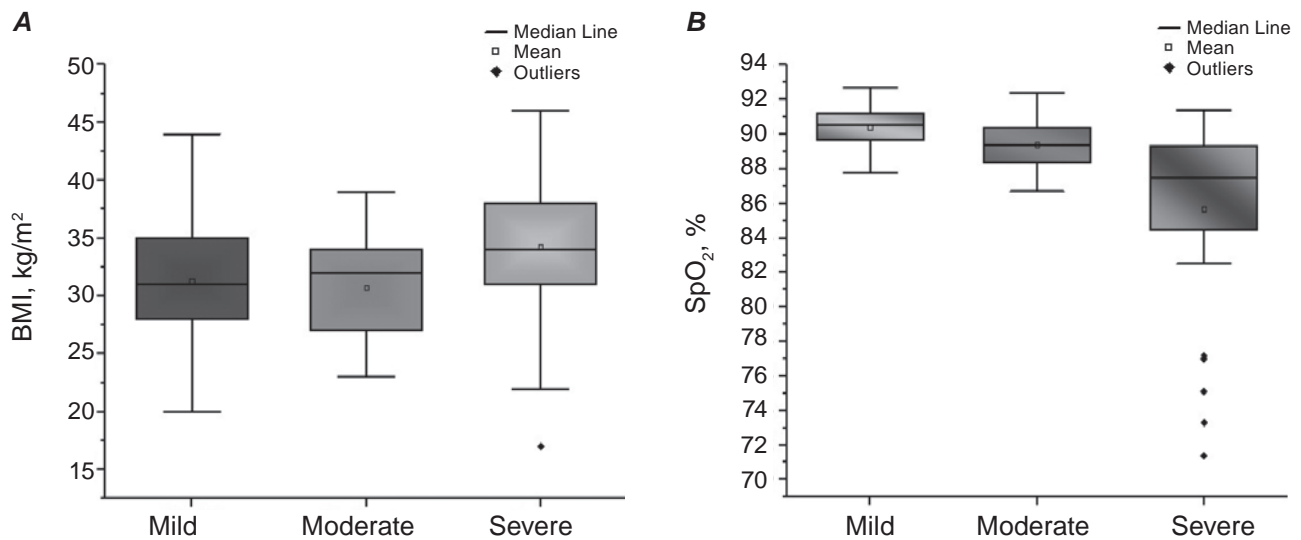 A
Median Line
Mean
Outliers
50
45
40
35
30
25
20
15
BMI, kg/m²
Mild Moderate Severe
B
Median Line
Mean
Outliers
94
92
90
88
86
84
82
80
78
76
74
72
70
SpO₂, %
Mild Moderate Severe